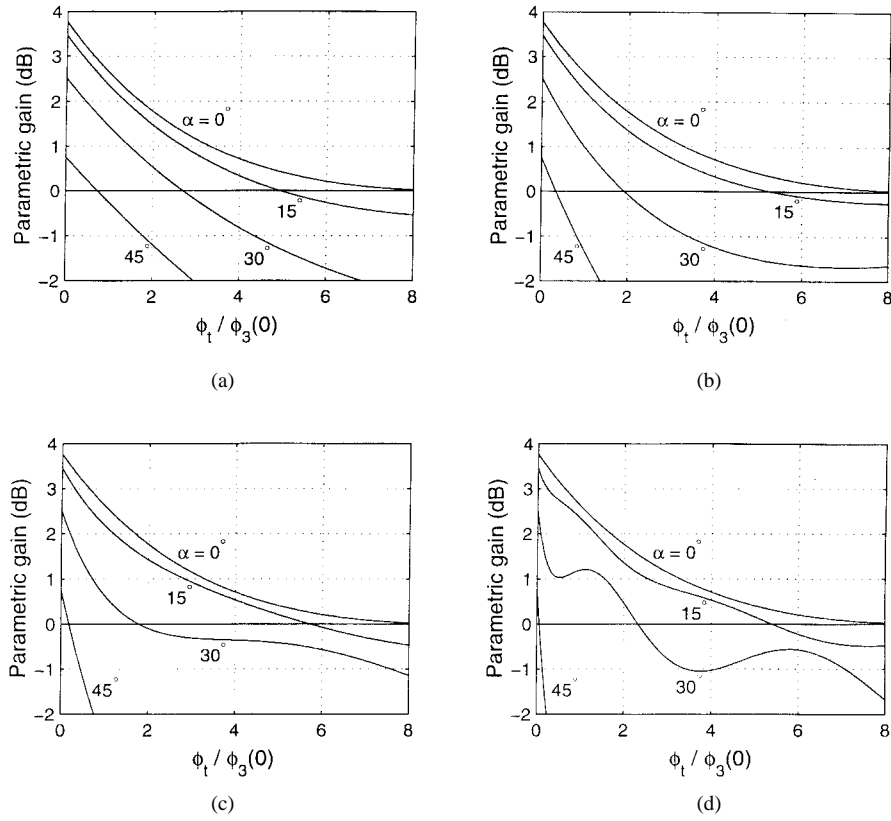 4
3
2
1
0
−1
−2
Parametric gain (dB)
α = 0°
15°
30°
45°
0 2 4 6 8
ϕt / ϕ3(0)
(a)
4
3
2
1
0
−1
−2
Parametric gain (dB)
α = 0°
15°
30°
45°
0 2 4 6 8
ϕt / ϕ3(0)
(b)
4
3
2
1
0
−1
−2
Parametric gain (dB)
α = 0°
15°
30°
45°
0 2 4 6 8
ϕt / ϕ3(0)
(c)
4
3
2
1
0
−1
−2
Parametric gain (dB)
α = 0°
15°
30°
45°
0 2 4 6 8
ϕt / ϕ3(0)
(d)